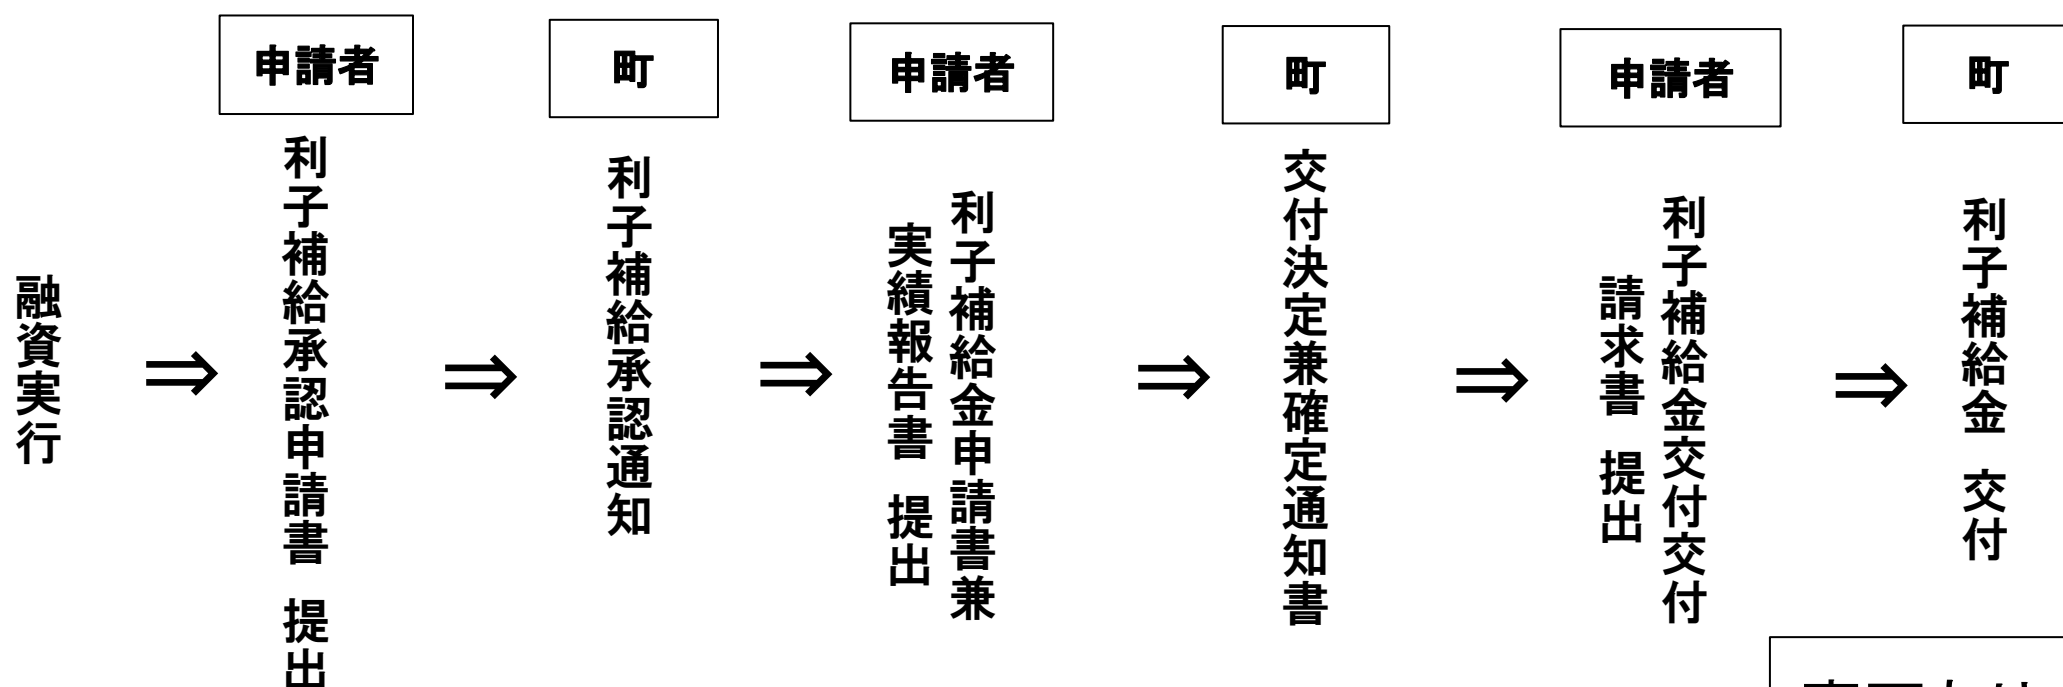 融資実行
⇒
申請者
利子補給承認申請書 提出
⇒
町
利子補給承認通知
⇒
申請者
利子補給金申請書兼
実績報告書 提出
⇒
町
交付決定兼確定通知書
⇒
申請者
利子補給金交付交付
請求書 提出
⇒
町
利子補給金 交付